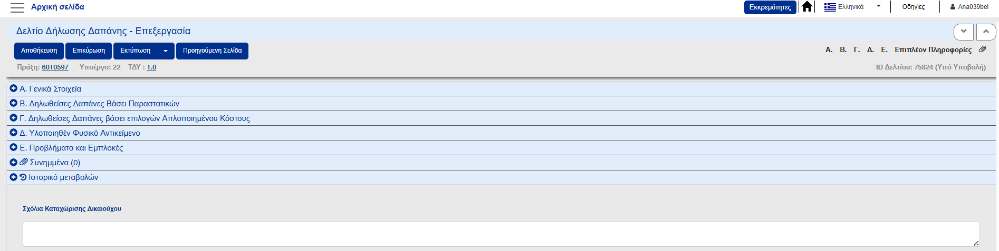 Αρχική σελίδα Εκκρεμότητες Ελληνικά Οδηγίες Ana039bel
Δελτίο Δήλωσης Δαπάνης - Επεξεργασία
Αποθήκευση Επικύρωση Εκτύπωση Προηγούμενη Σελίδα Α. Β. Γ. Δ. Ε. Επιπλέον Πληροφορίες
Πράξη: 6010597 Υποέργο: 22 ΤΔΥ : 1.0 ID Δελτίου: 75824 (Υπό Υποβολή)
Α. Γενικά Στοιχεία
Β. Δηλωθείσες Δαπάνες Βάσει Παραστατικών
Γ. Δηλωθείσες Δαπάνες βάσει επιλογών Απλοποιημένου Κόστους
Δ. Υλοποιηθέν Φυσικό Αντικείμενο
Ε. Προβλήματα και Εμπλοκές
Συνημμένα (0)
Ιστορικό μεταβολών
Σχόλια Καταχώρισης Δικαιούχου